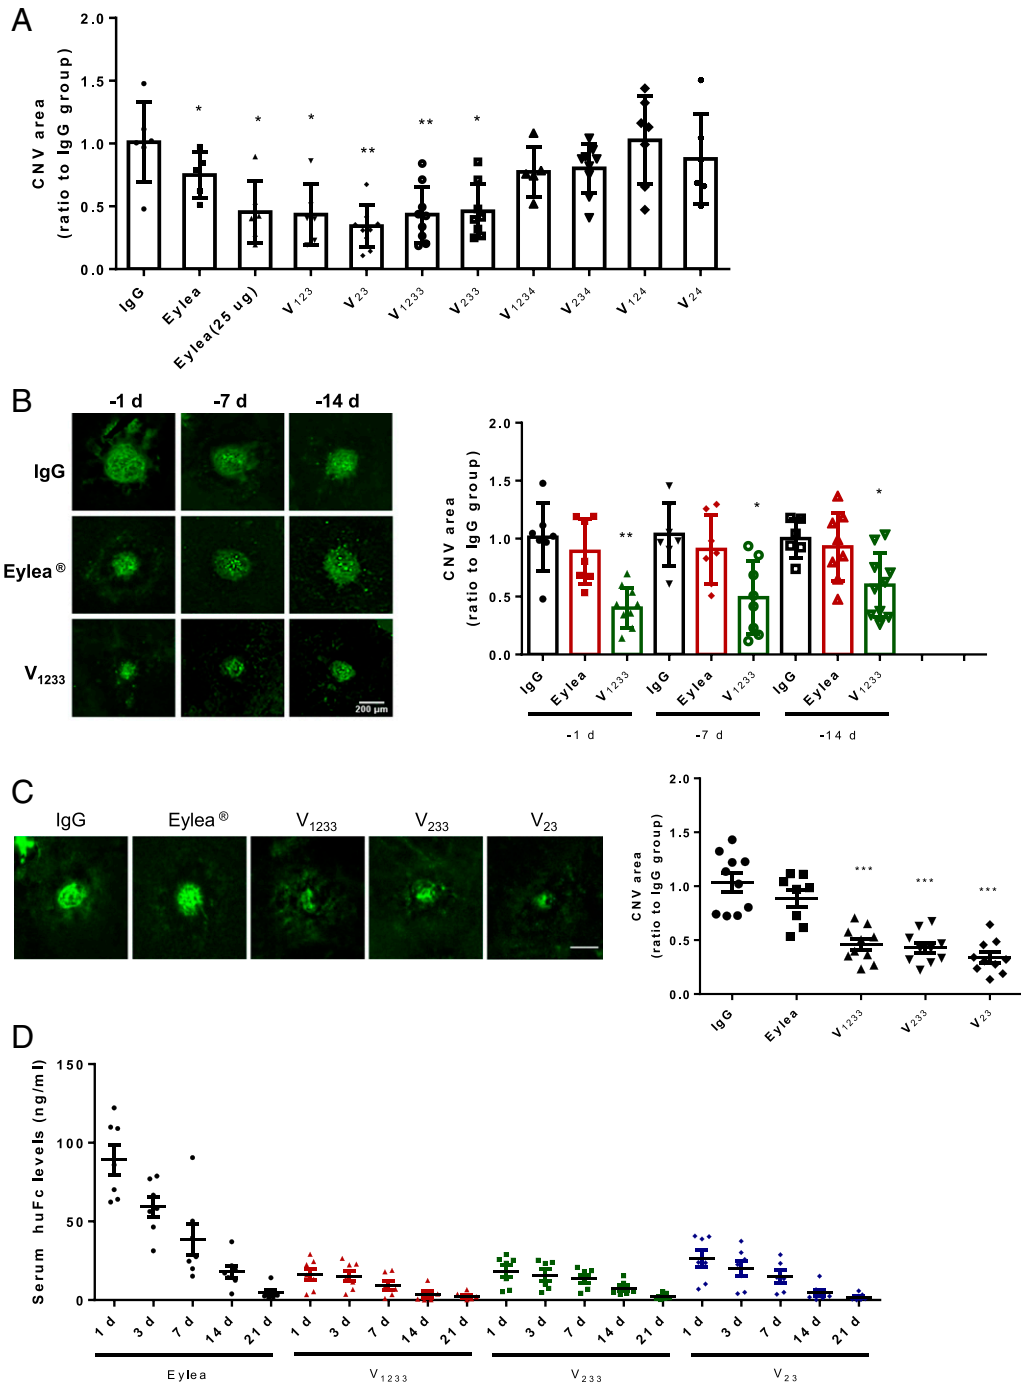 A
CNV area
(ratio to IgG group)
2.0
1.5
1.0
0.5
0.0
*
*
*
**
**
*
IgG
Eylea
Eylea(25 ug)
V123
V23
V1233
V233
V1234
V234
V124
V24
B
-1 d
-7 d
-14 d
IgG
Eylea®
V1233
200 µm
CNV area
(ratio to IgG group)
2.0
1.5
1.0
0.5
0.0
**
*
*
IgG
Eylea
V1233
IgG
Eylea
V1233
IgG
Eylea
V1233
-1 d
-7 d
-14 d
C
IgG
Eylea®
V1233
V233
V23
CNV area
(ratio to IgG group)
2.0
1.5
1.0
0.5
0.0
***
***
***
IgG
Eylea
V1233
V233
V23
D
Serum huFc levels (ng/ml)
150
100
50
0
1 d
3 d
7 d
14 d
21 d
1 d
3 d
7 d
14 d
21 d
1 d
3 d
7 d
14 d
21 d
1 d
3 d
7 d
14 d
21 d
Eylea
V1233
V233
V23